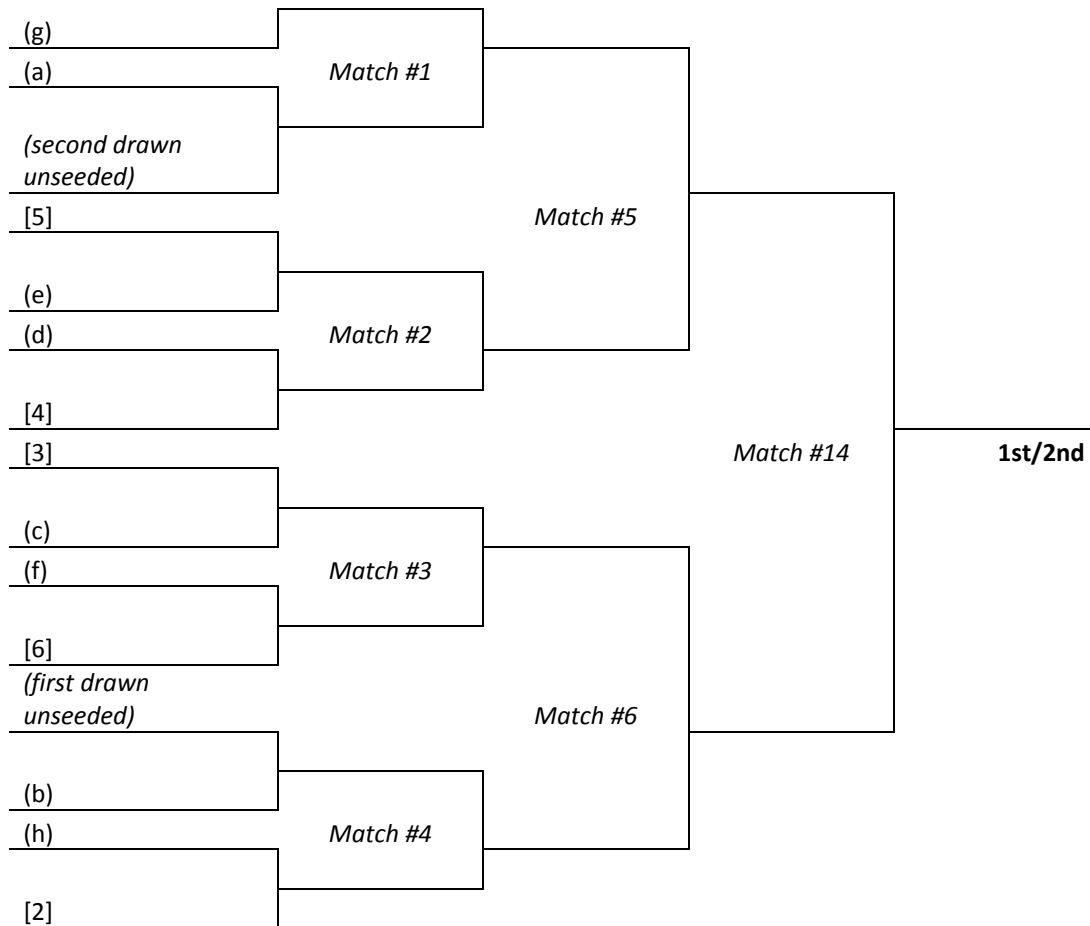 (g)
(a)
Match #1
(second drawn
unseeded)
[5]
Match #5
(e)
(d)
Match #2
[4]
[3]
Match #14
1st/2nd
(c)
(f)
Match #3
[6]
(first drawn
unseeded)
Match #6
(b)
(h)
Match #4
[2]